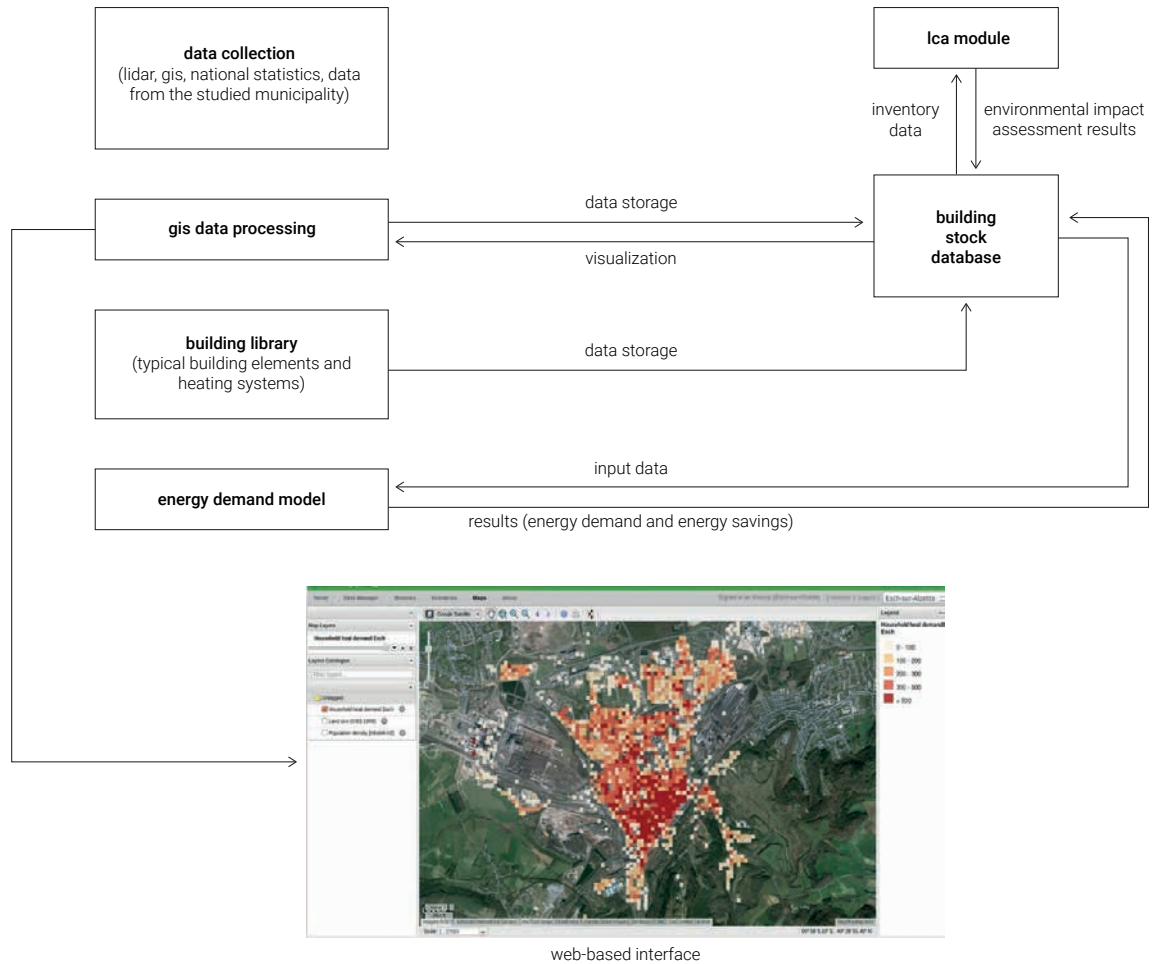 data collection
(lidar, gis, national statistics, data
from the studied municipality)
lca module
inventory
data
environmental impact
assessment results
gis data processing
data storage
visualization
building
stock
database
building library
(typical building elements and
heating systems)
data storage
energy demand model
input data
results (energy demand and energy savings)
Maps
Esch-sur-Alzette
Google Satellite
Map Layers
Household heat demand Esch
Layers Catalogue
Household heat demand Esch
Legend
Household heat demand
Esch
0 - 100
100 - 200
200 - 300
300 - 500
web-based interface